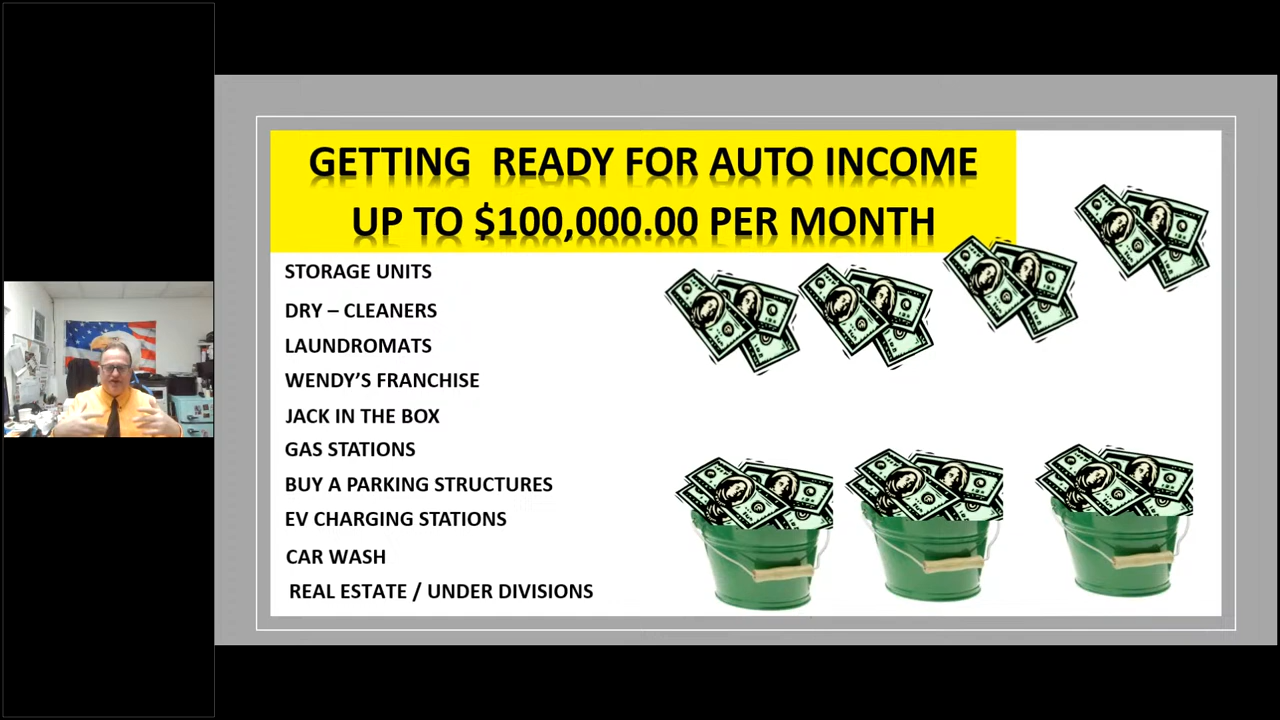 GETTING READY FOR AUTO INCOME
UP TO $100,000.00 PER MONTH
STORAGE UNITS
DRY – CLEANERS
LAUNDROMATS
WENDY'S FRANCHISE
JACK IN THE BOX
GAS STATIONS
BUY A PARKING STRUCTURES
EV CHARGING STATIONS
CAR WASH
REAL ESTATE / UNDER DIVISIONS